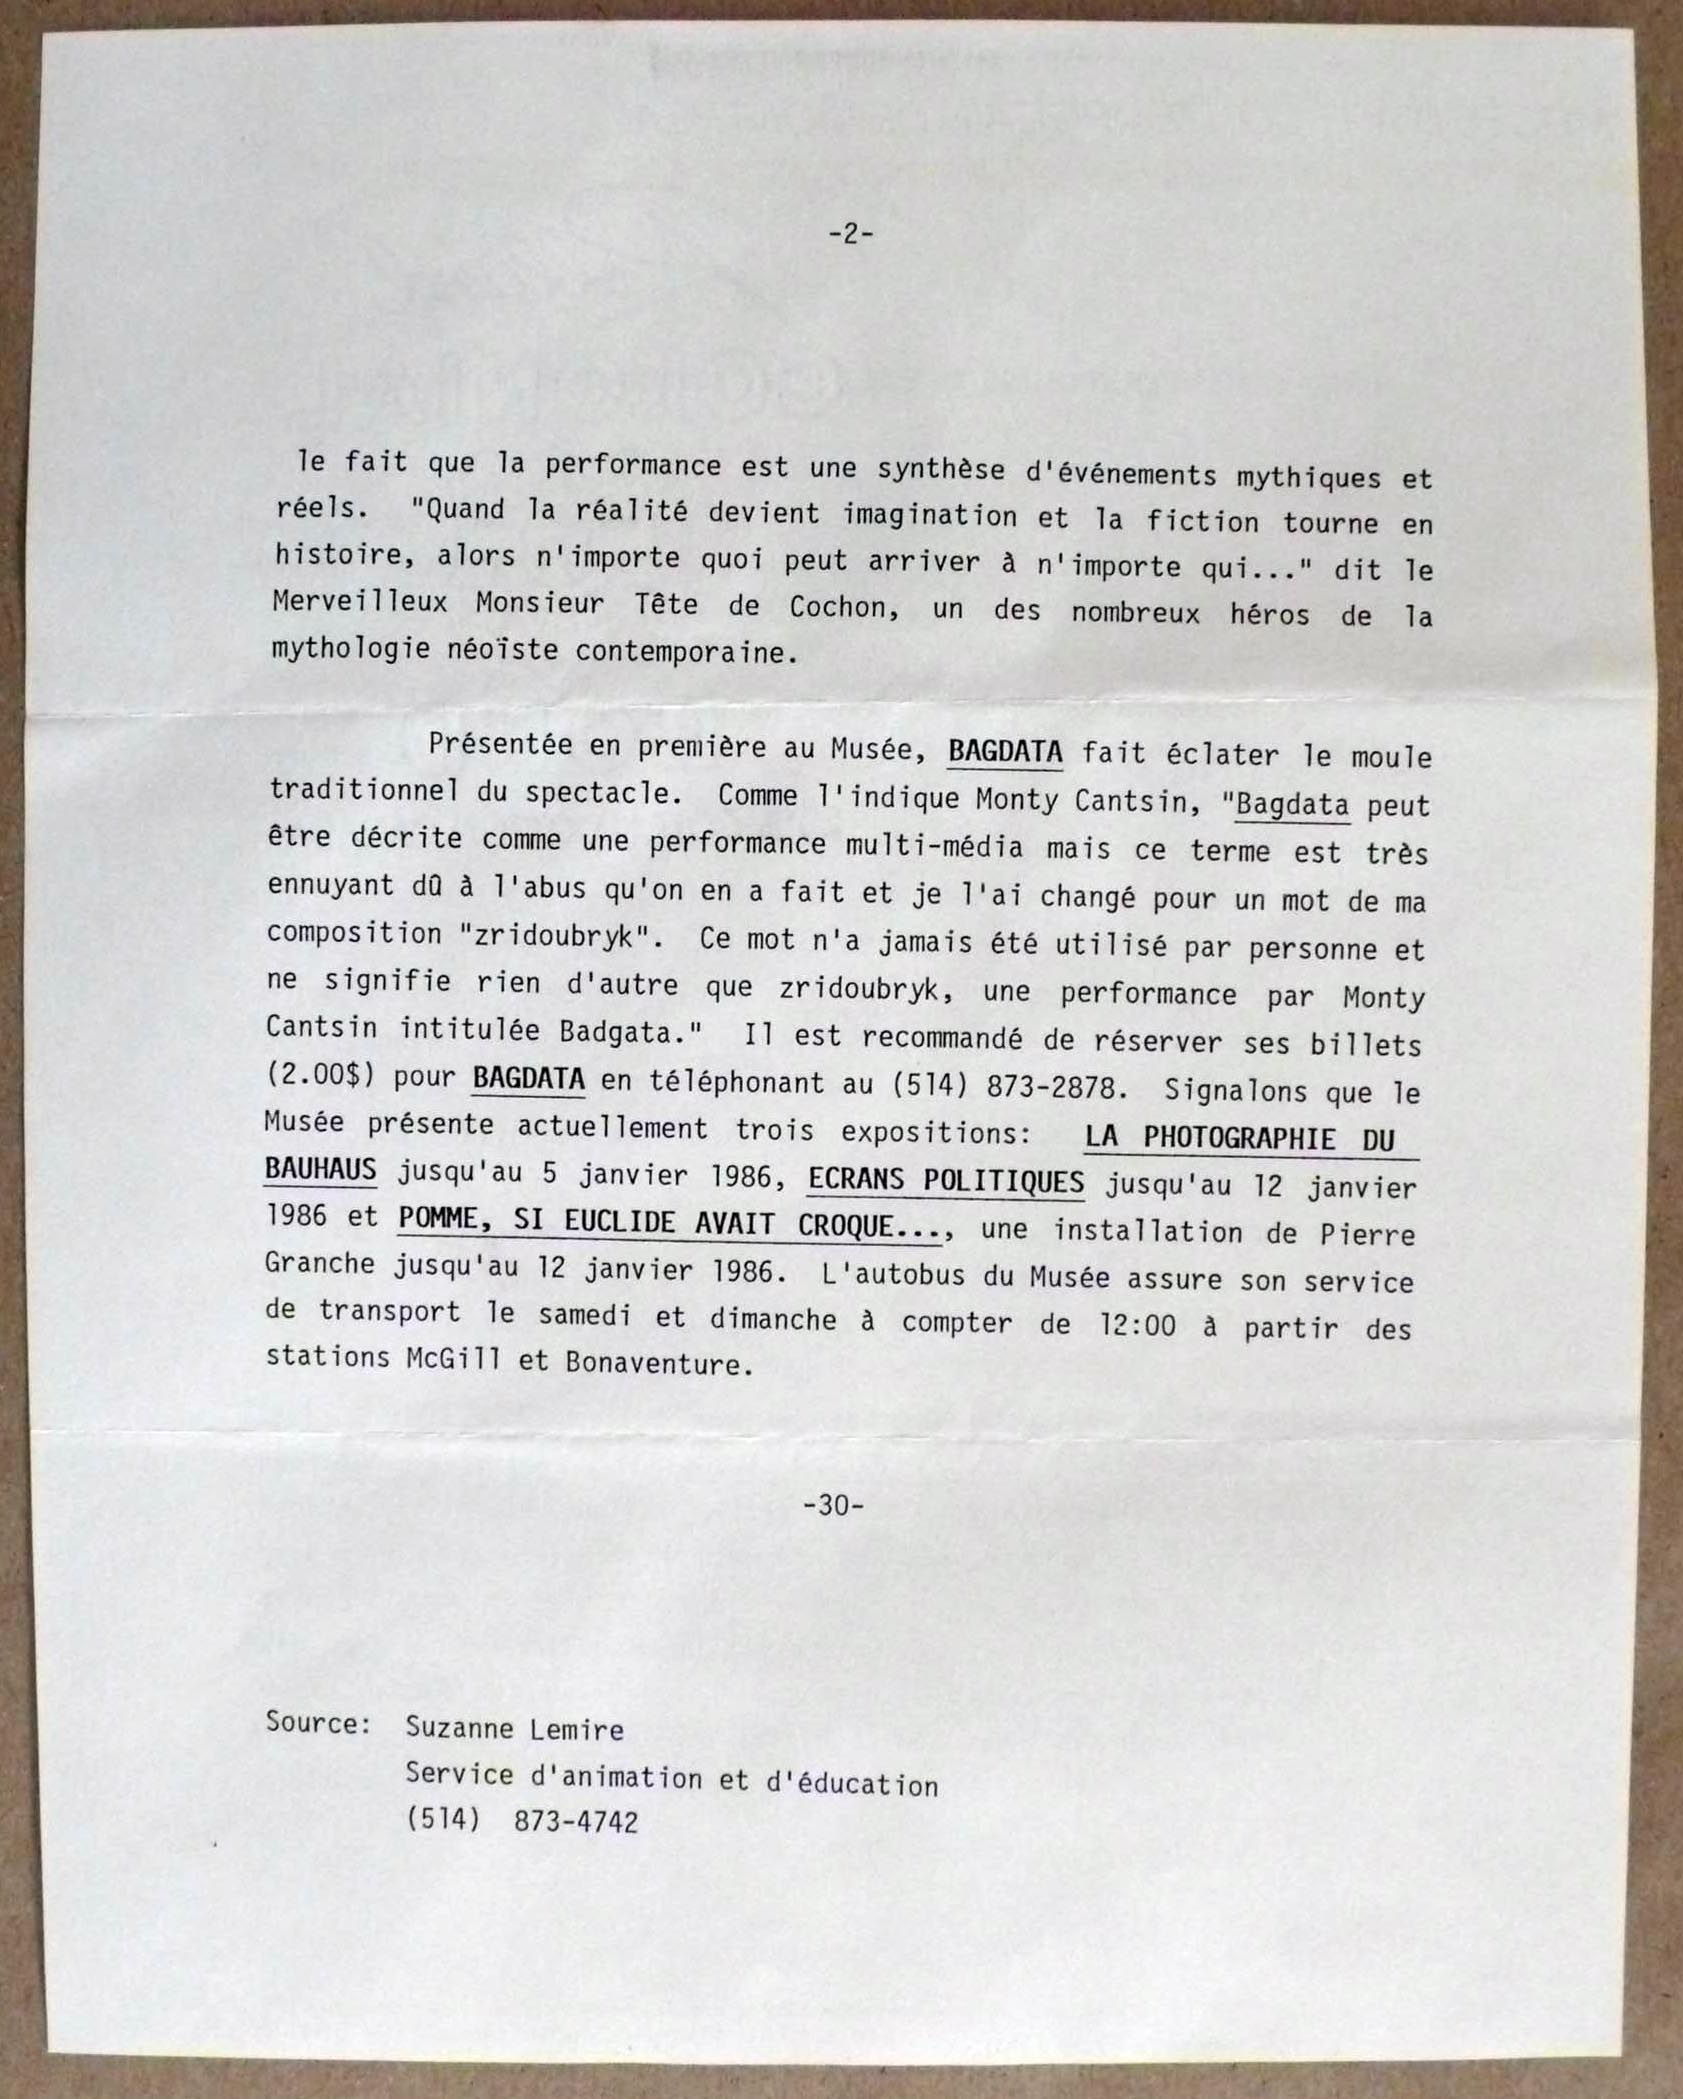 -2-
le fait que la performance est une synthèse d'événements mythiques et
réels. "Quand la réalité devient imagination et la fiction tourne en
histoire, alors n'importe quoi peut arriver à n'importe qui..." dit le
Merveilleux Monsieur Tête de Cochon, un des nombreux héros de la
mythologie néoïste contemporaine.
Présentée en première au Musée, BAGDATA fait éclater le moule
traditionnel du spectacle. Comme l'indique Monty Cantsin, "Bagdata peut
être décrite comme une performance multi-média mais ce terme est très
ennuyant dû à l'abus qu'on en a fait et je l'ai changé pour un mot de ma
composition "zridoubryk". Ce mot n'a jamais été utilisé par personne et
ne signifie rien d'autre que zridoubryk, une performance par Monty
Cantsin intitulée Badgata." Il est recommandé de réserver ses billets
(2.00$) pour BAGDATA en téléphonant au (514) 873-2878. Signalons que le
Musée présente actuellement trois expositions: LA PHOTOGRAPHIE DU
BAUHAUS jusqu'au 5 janvier 1986, ECRANS POLITIQUES jusqu'au 12 janvier
1986 et POMME, SI EUCLIDE AVAIT CROQUE..., une installation de Pierre
Granche jusqu'au 12 janvier 1986. L'autobus du Musée assure son service
de transport le samedi et dimanche à compter de 12:00 à partir des
stations McGill et Bonaventure.
-30-
Source: Suzanne Lemire
Service d'animation et d'éducation
(514) 873-4742